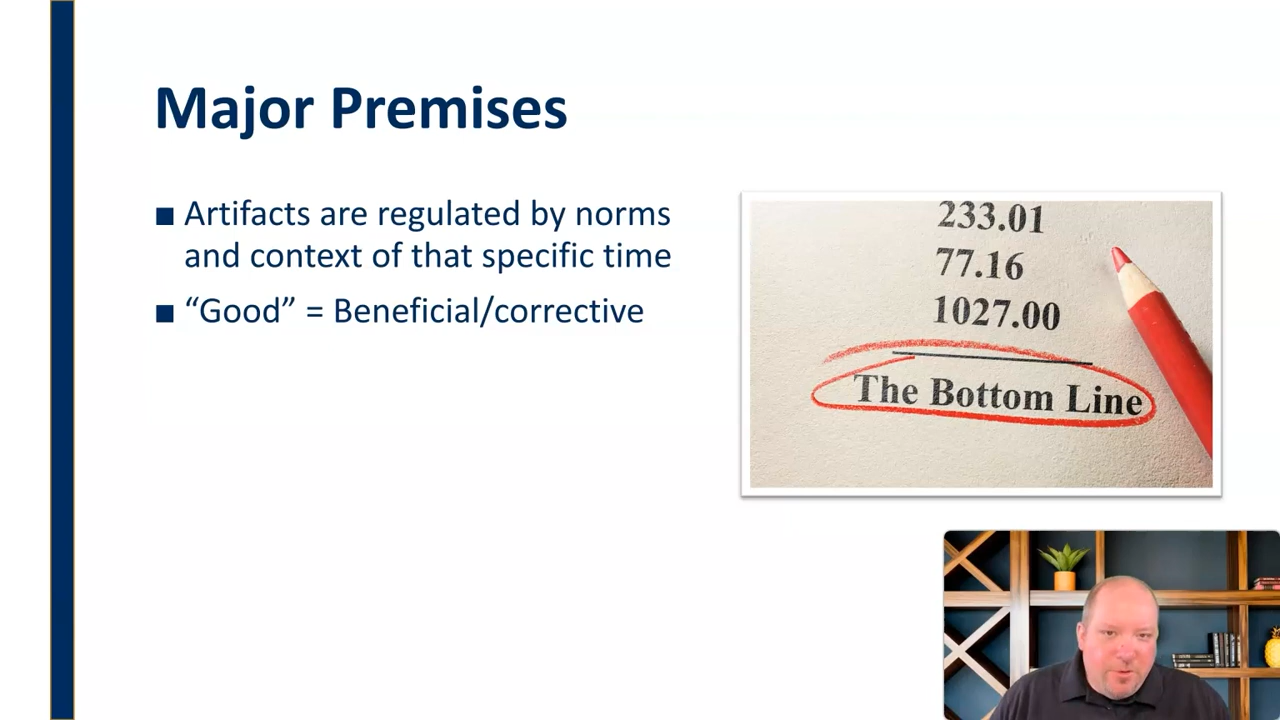 Major Premises
■ Artifacts are regulated by norms
and context of that specific time
■ “Good” = Beneficial/corrective
233.01
77.16
1027.00
The Bottom Line